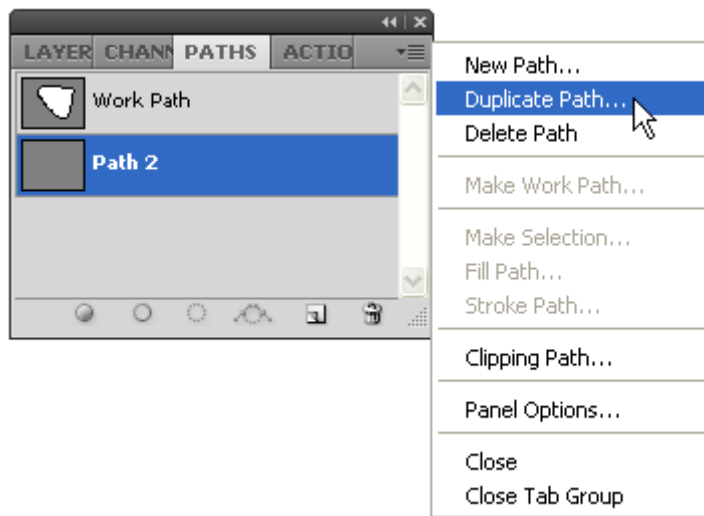 LAYER CHANN PATHS ACTIO
Work Path
Path 2
New Path...
Duplicate Path...
Delete Path
Make Work Path...
Make Selection...
Fill Path...
Stroke Path...
Clipping Path...
Panel Options...
Close
Close Tab Group